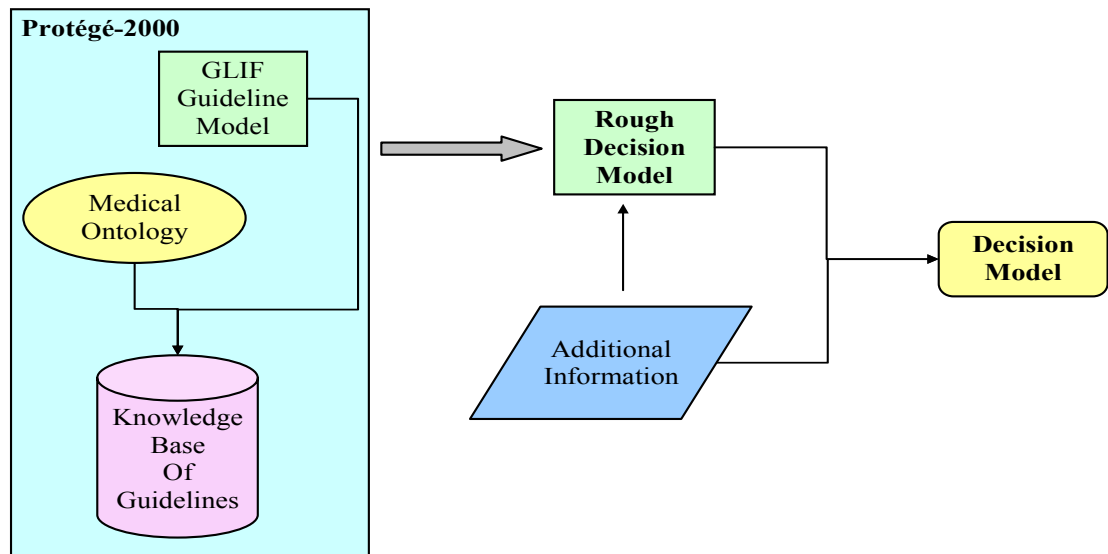 Protégé-2000
GLIF
Guideline
Model
Medical
Ontology
Knowledge
Base
Of
Guidelines
Rough
Decision
Model
Additional
Information
Decision
Model